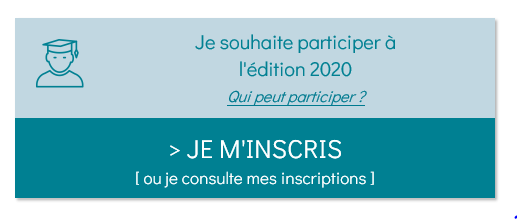 Je souhaite participer à
l'édition 2020
Qui peut participer ?
> JE M'INSCRIS
[ ou je consulte mes inscriptions ]